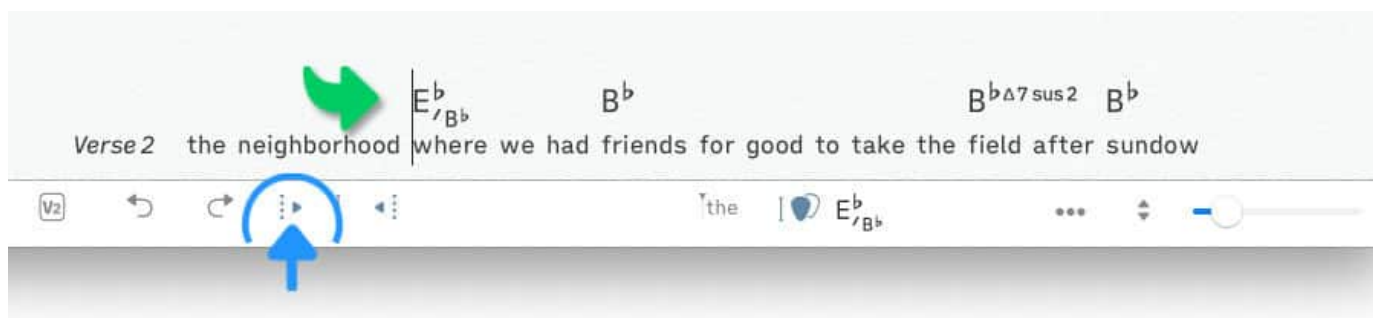 E♭/B♭ B♭ B♭Δ7sus2 B♭
Verse 2 the neighborhood where we had friends for good to take the field after sundow
V2 the E♭/B♭ •••